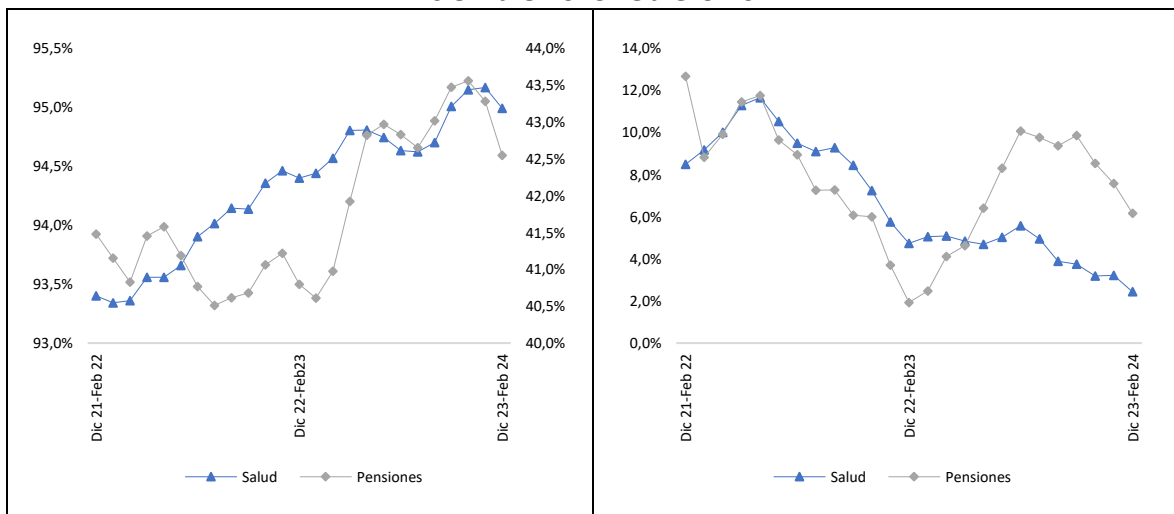 95,5%
95,0%
94,5%
94,0%
93,5%
93,0%
44,0%
43,5%
43,0%
42,5%
42,0%
41,5%
41,0%
40,5%
40,0%
Dic 21-Feb 22
Dic 22-Feb23
Dic 23-Feb 24
Salud
Pensiones
14,0%
12,0%
10,0%
8,0%
6,0%
4,0%
2,0%
0,0%
Dic 21-Feb 22
Dic 22-Feb23
Dic 23-Feb 24
Salud
Pensiones